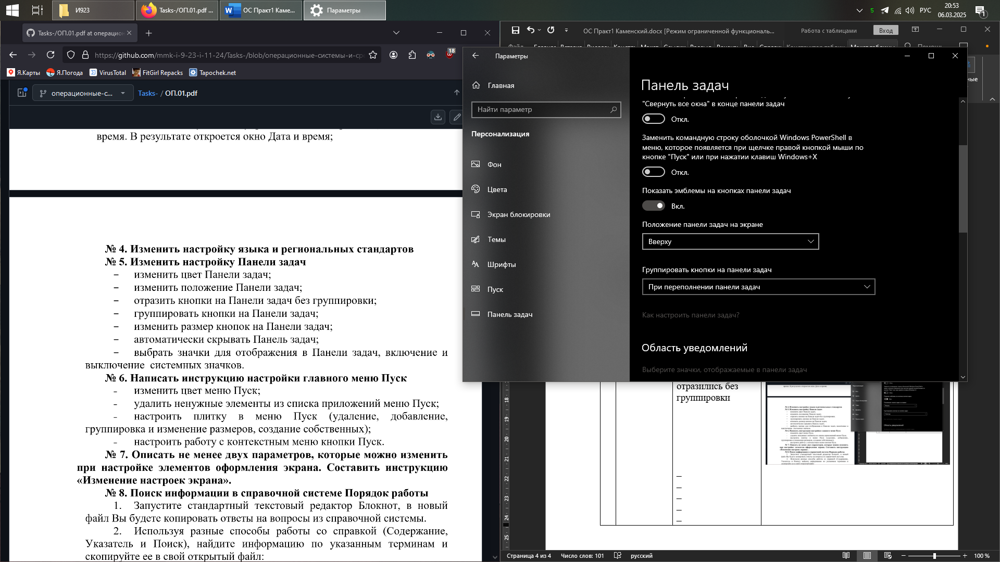 И923
Tasks-/ОП.01.pdf ...
ОС Практ1 Каме...
Параметры
5
РУС
20:53
06.03.2025
1
Tasks-/ОП.01.pdf at операцион
https://github.com/mmk-i-9-23-i-11-24/Tasks-/blob/операционные-системы-и-ср
18
Я.Карты
Я.Погода
VirusTotal
FitGirl Repacks
Tapochek.net
операционные-с...
Tasks- / ОП.01.pdf
время. В результате откроется окно Дата и время;
№ 4. Изменить настройку языка и региональных стандартов
№ 5. Изменить настройку Панели задач
– изменить цвет Панели задач;
– изменить положение Панели задач;
– отразить кнопки на Панели задач без группировки;
– группировать кнопки на Панели задач;
– изменить размер кнопок на Панели задач;
– автоматически скрывать Панель задач;
– выбрать значки для отображения в Панели задач, включение и
выключение системных значков.
№ 6. Написать инструкцию настройки главного меню Пуск
- изменить цвет меню Пуск;
- удалить ненужные элементы из списка приложений меню Пуск;
- настроить плитку в меню Пуск (удаление, добавление,
группировка и изменение размеров, создание собственных);
- настроить работу с контекстным меню кнопки Пуск.
№ 7. Описать не менее двух параметров, которые можно изменить
при настройке элементов оформления экрана. Составить инструкцию
«Изменение настроек экрана».
№ 8. Поиск информации в справочной системе Порядок работы
1. Запустите стандартный текстовый редактор Блокнот, в новый
файл Вы будете копировать ответы на вопросы из справочной системы.
2. Используя разные способы работы со справкой (Содержание,
Указатель и Поиск), найдите информацию по указанным терминам и
скопируйте ее в свой открытый файл:
ОС Практ1 Каменский.docx [Режим ограниченной функциональ...
Работа с таблицами
Вход
Параметры
Главная
Найти параметр
Персонализация
Фон
Цвета
Экран блокировки
Темы
Шрифты
Пуск
Панель задач
Панель задач
"Свернуть все окна" в конце панели задач
Откл.
Заменить командную строку оболочкой Windows PowerShell в
меню, которое появляется при щелчке правой кнопкой мыши по
кнопке "Пуск" или при нажатии клавиш Windows+X
Откл.
Показать эмблемы на кнопках панели задач
Вкл.
Положение панели задач на экране
Вверху
Группировать кнопки на панели задач
При переполнении панели задач
Как настроить панели задач?
Область уведомлений
Выберите значки, отображаемые в панели задач
ные
отразились без
группировки
–
–
–
–
–
18
19
20
21
22
23
24
25
Страница 4 из 4
Число слов: 101
русский
100 %